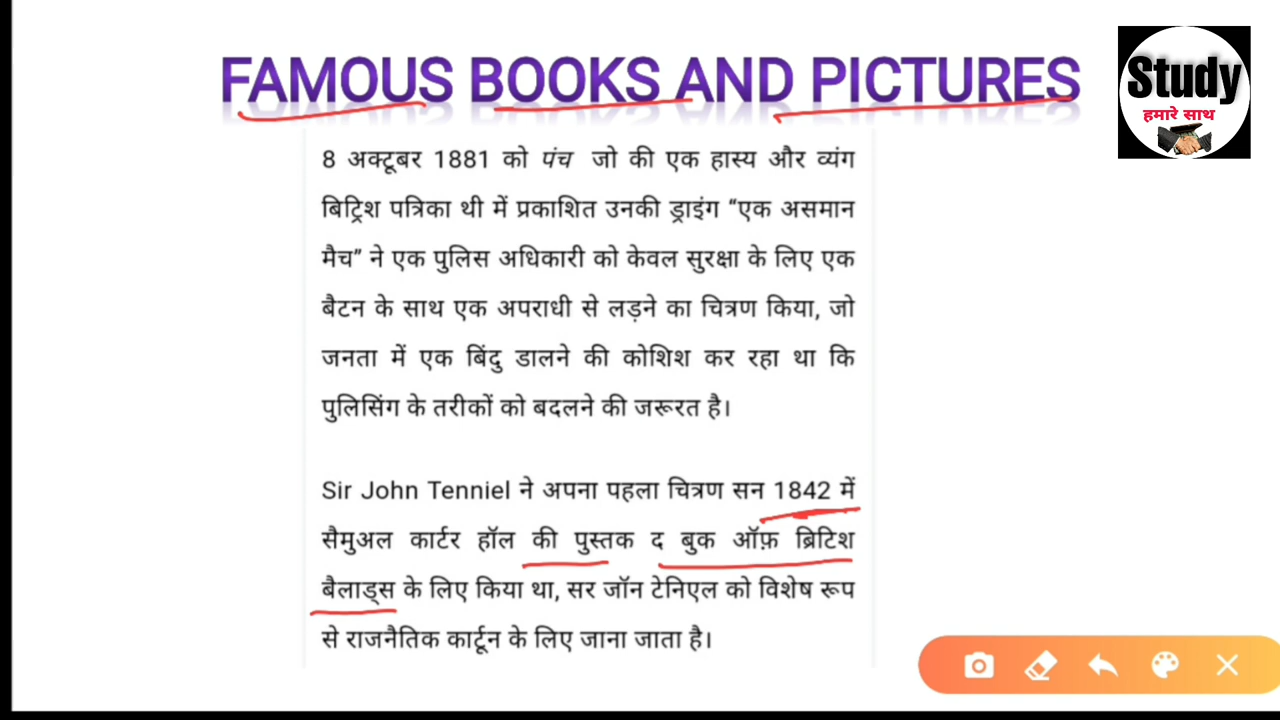 FAMOUS BOOKS AND PICTURES
Study
हमारे साथ
8 अक्टूबर 1881 को पंच जो की एक हास्य और व्यंग
बिट्रिश पत्रिका थी में प्रकाशित उनकी ड्राइंग “एक असमान
मैच” ने एक पुलिस अधिकारी को केवल सुरक्षा के लिए एक
बैटन के साथ एक अपराधी से लड़ने का चित्रण किया, जो
जनता में एक बिंदु डालने की कोशिश कर रहा था कि
पुलिसिंग के तरीकों को बदलने की जरूरत है।
Sir John Tenniel ने अपना पहला चित्रण सन 1842 में
सैमुअल कार्टर हॉल की पुस्तक द बुक ऑफ़ ब्रिटिश
बैलाड्स के लिए किया था, सर जॉन टेनिएल को विशेष रूप
से राजनैतिक कार्टून के लिए जाना जाता है।